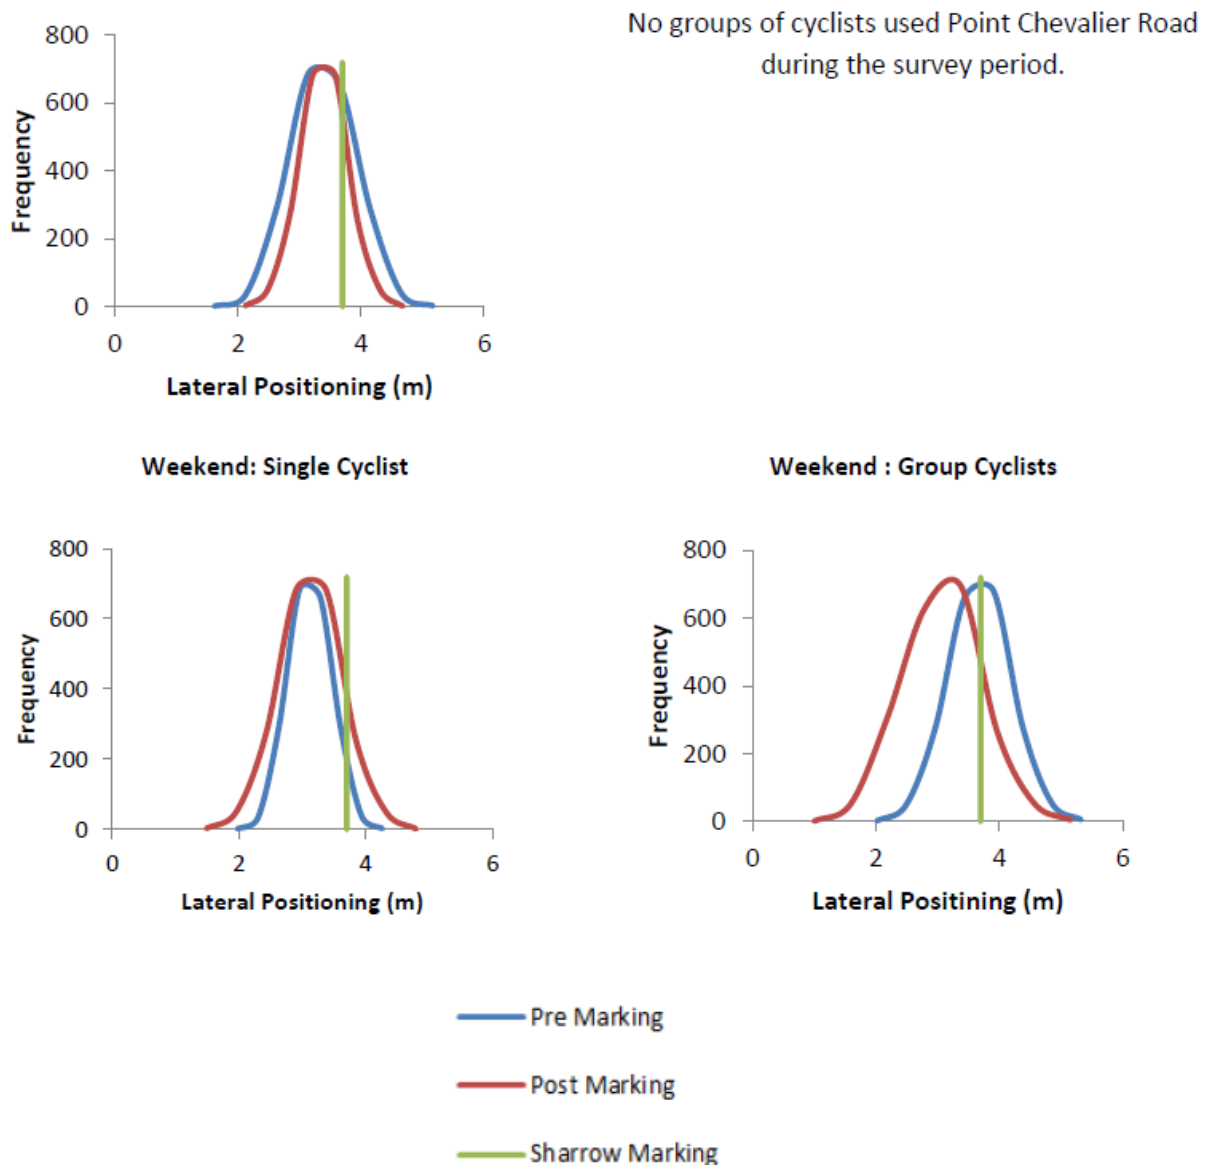 No groups of cyclists used Point Chevalier Road
during the survey period.
800
600
400
200
0
Frequency
0 2 4 6
Lateral Positioning (m)
Weekend: Single Cyclist
800
600
400
200
0
Frequency
0 2 4 6
Lateral Positioning (m)
Weekend : Group Cyclists
800
600
400
200
0
Frequency
0 2 4 6
Lateral Positining (m)
Pre Marking
Post Marking
Sharrow Marking